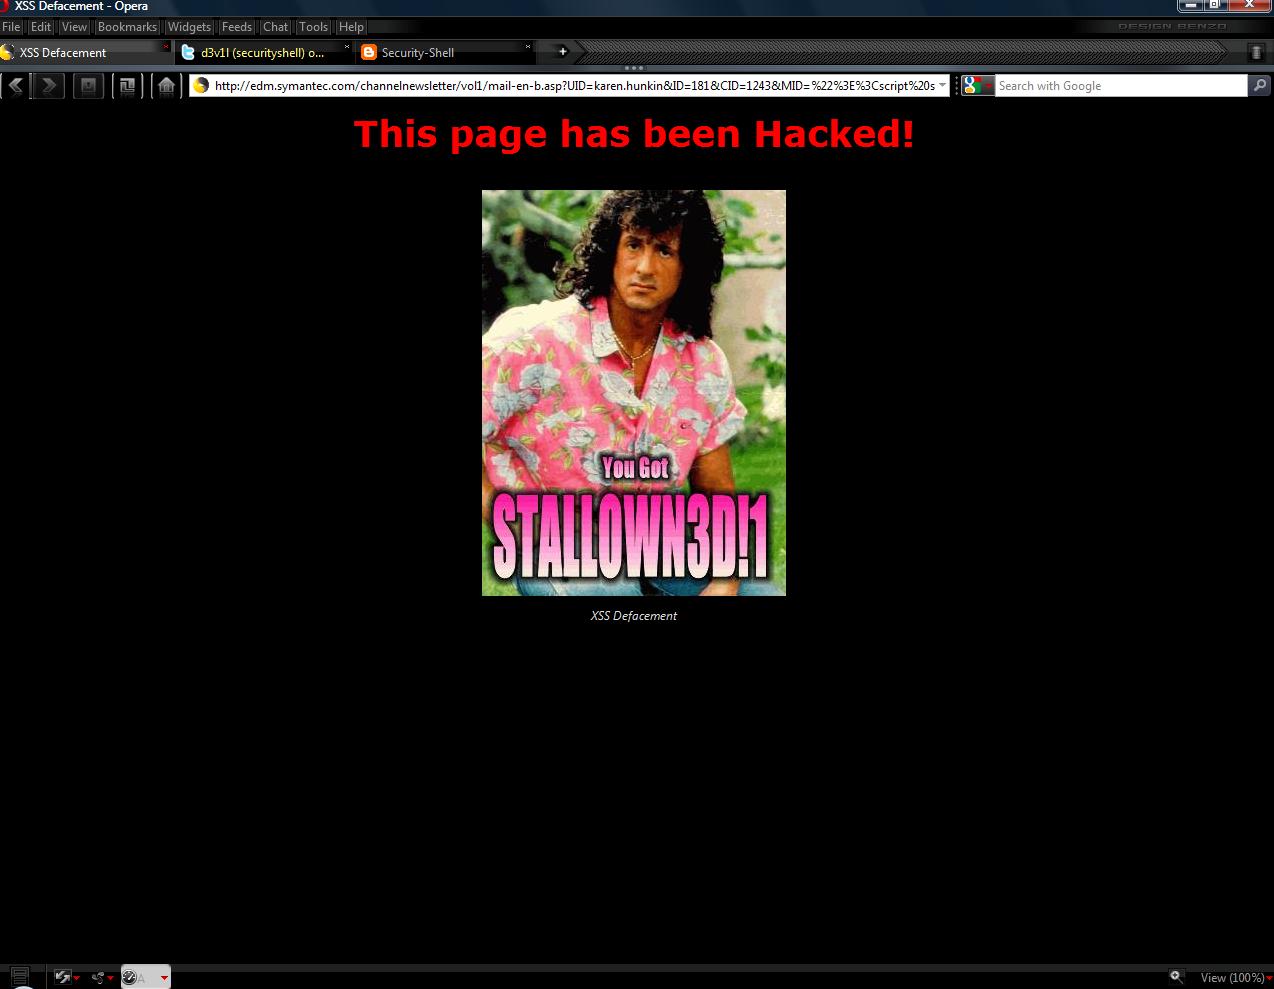 XSS Defacement - Opera
File Edit View Bookmarks Widgets Feeds Chat Tools Help
DESIGN BENZO
XSS Defacement
d3v1l (securityshell) o...
Security-Shell
http://edm.symantec.com/channelnewsletter/vol1/mail-en-b.asp?UID=karen.hunkin&ID=181&CID=1243&MID=%22%3E%3Cscript%20s
Search with Google
This page has been Hacked!
You Got
STALLOWN3D!1
XSS Defacement
View (100%)